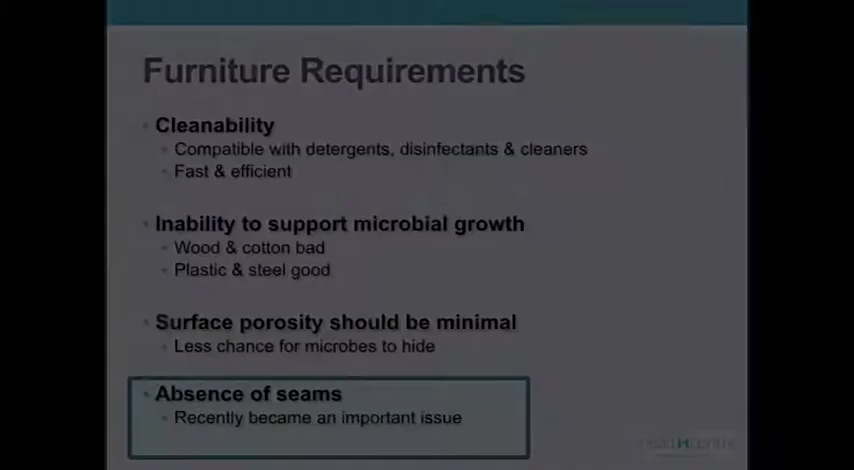 Furniture Requirements
Cleanability
Compatible with detergents, disinfectants & cleaners
Fast & efficient
Inability to support microbial growth
Wood & cotton bad
Plastic & steel good
Surface porosity should be minimal
Less chance for microbes to hide
Absence of seams
Recently became an important issue